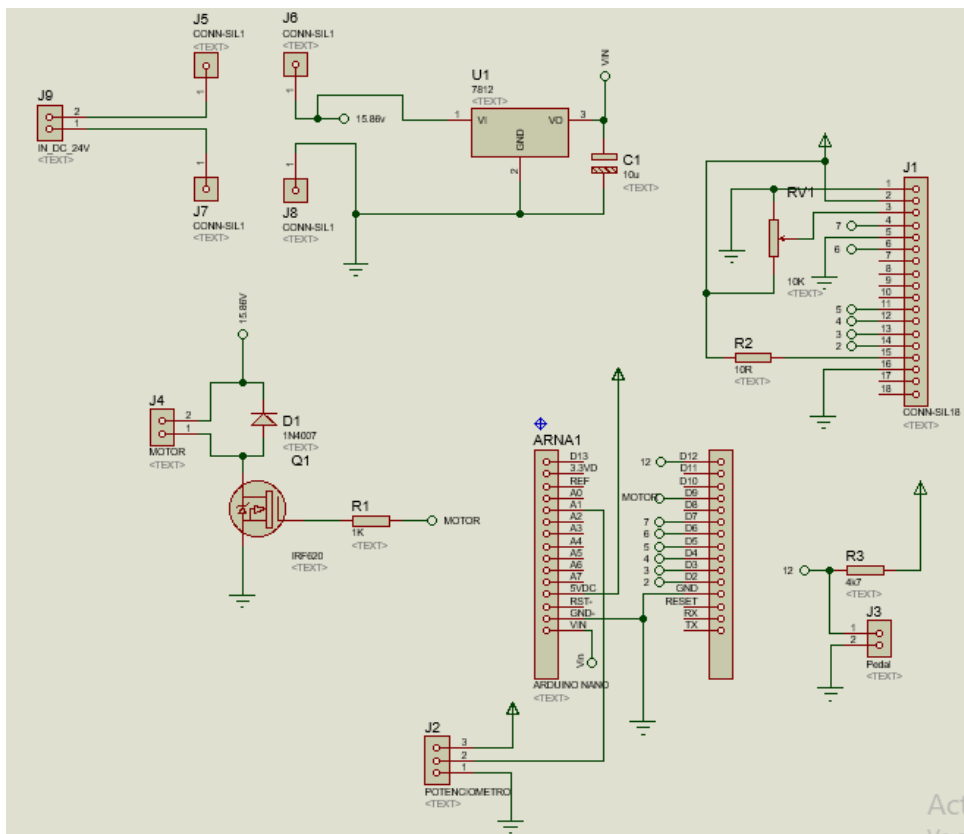 J5
CONN-SIL1
<TEXT>
1
J6
CONN-SIL1
<TEXT>
1
J9
2
1
IN_DC_24V
<TEXT>
1
J7
CONN-SIL1
<TEXT>
1
J8
CONN-SIL1
<TEXT>
15.86v
U1
7812
<TEXT>
1
VI
VO
3
GND
2
VIN
C1
10u
<TEXT>
RV1
10K
<TEXT>
J1
1
2
3
4
5
6
7
8
9
10
11
12
13
14
15
16
17
18
CONN-SIL18
<TEXT>
7
6
5
4
3
2
R2
10R
<TEXT>
15.86V
J4
2
1
MOTOR
<TEXT>
D1
1N4007
<TEXT>
Q1
IRF620
<TEXT>
R1
1K
<TEXT>
MOTOR
ARNA1
D13
3.3VD
REF
A0
A1
A2
A3
A4
A5
A6
A7
5VDC
RST-
GND-
VIN
Vin
ARDUINO NANO
<TEXT>
12
MOTOR
7
6
5
4
3
2
D12
D11
D10
D9
D8
D7
D6
D5
D4
D3
D2
GND
RESET
RX
TX
12
R3
4k7
<TEXT>
J3
1
2
Pedal
<TEXT>
J2
3
2
1
POTENCIOMETRO
<TEXT>
Act